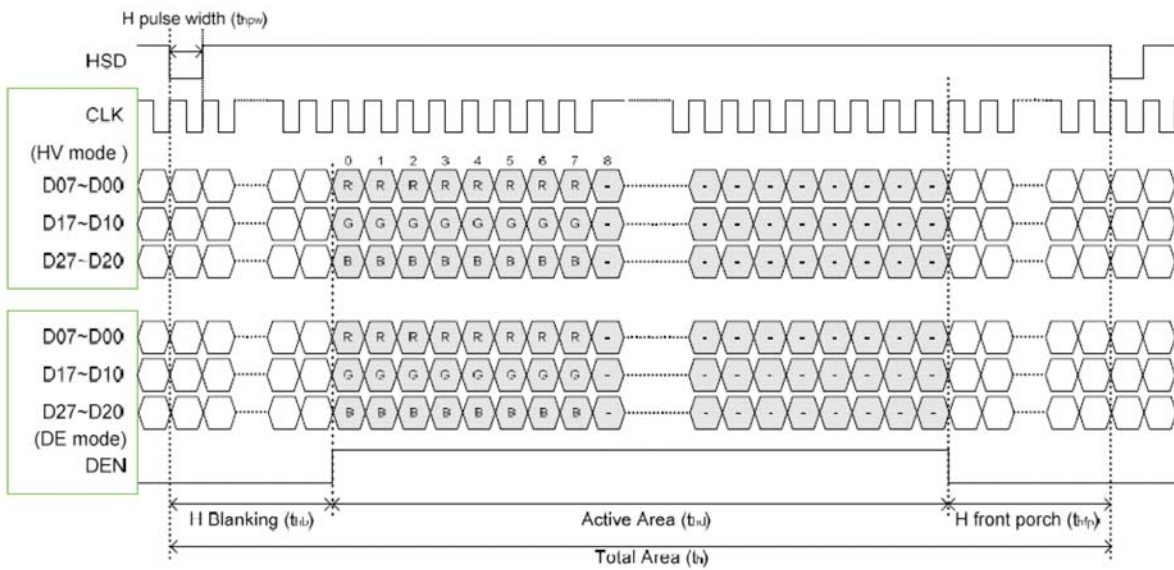 H pulse width (thpw)
HSD
CLK
(HV mode )
0 1 2 3 4 5 6 7 8
D07~D00 R R R R R R R R - - - - - - - - -
D17~D10 G G G G G G G G - - - - - - - - -
D27~D20 B B B B B B B B - - - - - - - - -
D07~D00 R R R R R R R R - - - - - - - - -
D17~D10 G G G G G G G G - - - - - - - - -
D27~D20 B B B B B B B B - - - - - - - - -
(DE mode)
DEN
H Blanking (thb) Active Area (thd) H front porch (thfp)
Total Area (th)